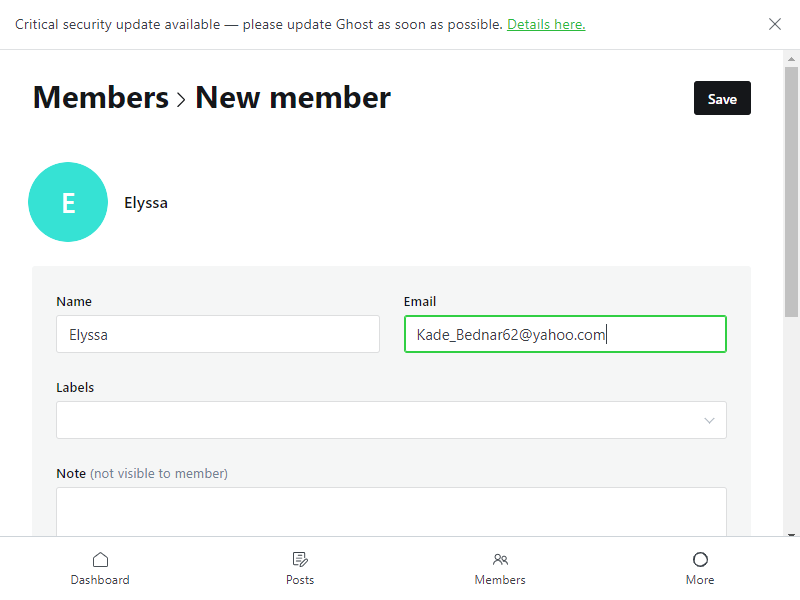 Critical security update available — please update Ghost as soon as possible. Details here.
Members > New member
Save
E
Elyssa
Name
Email
Elyssa
Kade_Bednar62@yahoo.com
Labels
Note (not visible to member)
Dashboard
Posts
Members
More